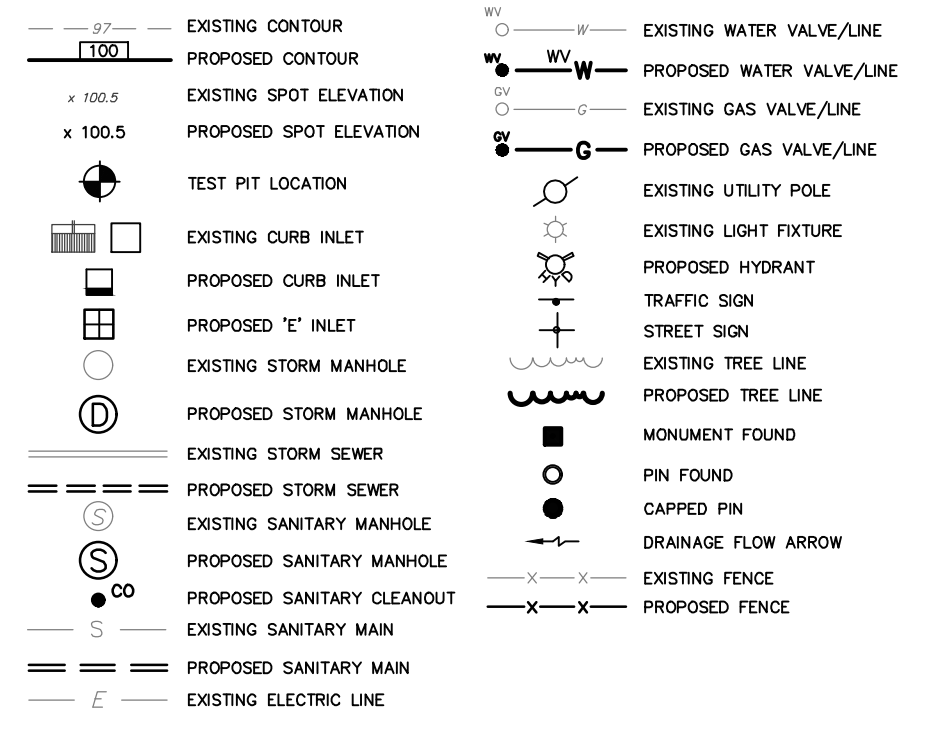 97 EXISTING CONTOUR
100 PROPOSED CONTOUR
x 100.5 EXISTING SPOT ELEVATION
x 100.5 PROPOSED SPOT ELEVATION
TEST PIT LOCATION
EXISTING CURB INLET
PROPOSED CURB INLET
PROPOSED 'E' INLET
EXISTING STORM MANHOLE
D PROPOSED STORM MANHOLE
EXISTING STORM SEWER
PROPOSED STORM SEWER
S EXISTING SANITARY MANHOLE
S PROPOSED SANITARY MANHOLE
CO PROPOSED SANITARY CLEANOUT
S EXISTING SANITARY MAIN
PROPOSED SANITARY MAIN
E EXISTING ELECTRIC LINE
WV W EXISTING WATER VALVE/LINE
WV WV W PROPOSED WATER VALVE/LINE
GV G EXISTING GAS VALVE/LINE
GV G PROPOSED GAS VALVE/LINE
EXISTING UTILITY POLE
EXISTING LIGHT FIXTURE
HYD PROPOSED HYDRANT
TRAFFIC SIGN
STREET SIGN
EXISTING TREE LINE
PROPOSED TREE LINE
MONUMENT FOUND
PIN FOUND
CAPPED PIN
DRAINAGE FLOW ARROW
X X EXISTING FENCE
X X PROPOSED FENCE